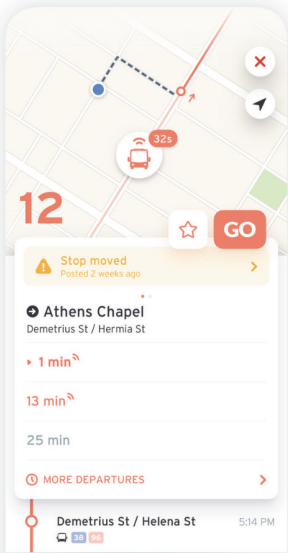 32s
12
GO
Stop moved
Posted 2 weeks ago
Athens Chapel
Demetrius St / Hermia St
1 min
13 min
25 min
MORE DEPARTURES
Demetrius St / Helena St 5:14 PM
38 96